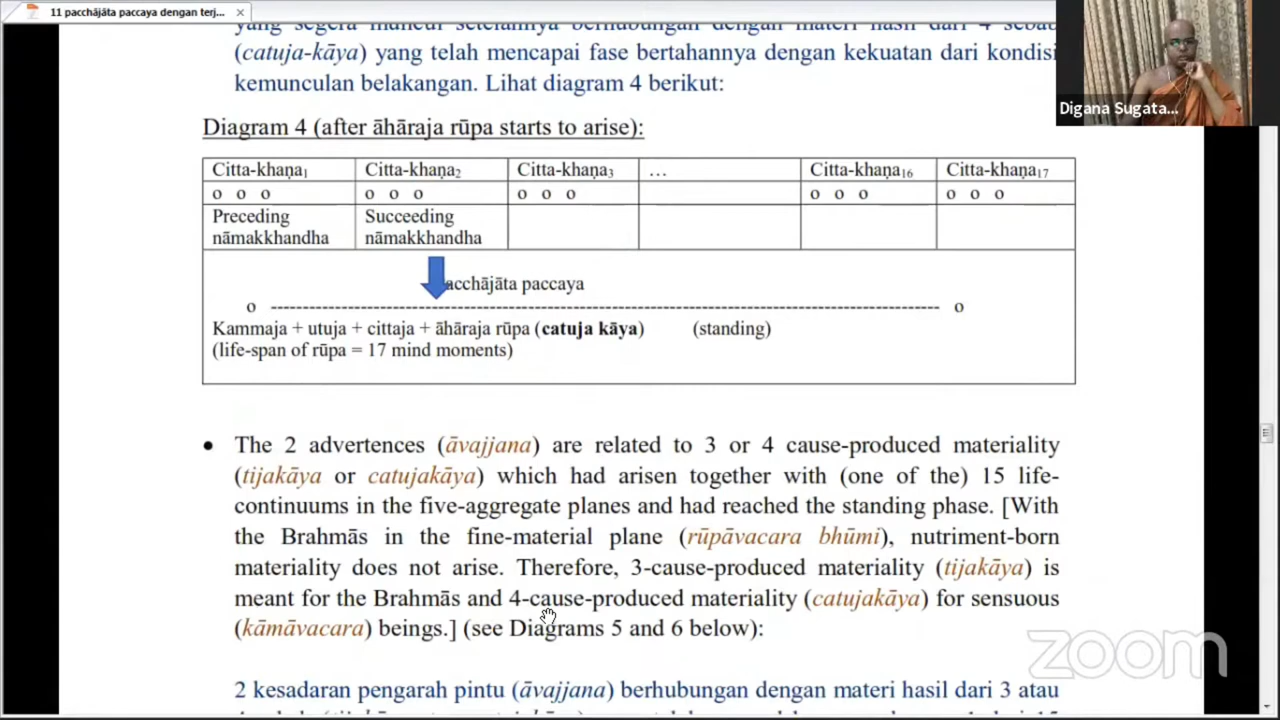 11 pacchājāta paccaya dengan terj...
Digana Sugata...
(catuja-kāya) yang telah mencapai fase bertahannya dengan kekuatan dari kondisi
kemunculan belakangan. Lihat diagram 4 berikut:
Diagram 4 (after āhāraja rūpa starts to arise):
Citta-khaṇa1 Citta-khaṇa2 Citta-khaṇa3 ... Citta-khaṇa16 Citta-khaṇa17
o o o o o o o o o o o o o o o
Preceding Succeeding
nāmakkhandha nāmakkhandha
acchājāta paccaya
o ------------------------------------------------------------ o
Kammaja + utuja + cittaja + āhāraja rūpa (catuja kāya) (standing)
(life-span of rūpa = 17 mind moments)
• The 2 advertences (āvajjana) are related to 3 or 4 cause-produced materiality
(tijakāya or catujakāya) which had arisen together with (one of the) 15 life-
continuums in the five-aggregate planes and had reached the standing phase. [With
the Brahmās in the fine-material plane (rūpāvacara bhūmi), nutriment-born
materiality does not arise. Therefore, 3-cause-produced materiality (tijakāya) is
meant for the Brahmās and 4-cause-produced materiality (catujakāya) for sensuous
(kāmāvacara) beings.] (see Diagrams 5 and 6 below):
zoom
2 kesadaran pengarah pintu (āvajjana) berhubungan dengan materi hasil dari 3 atau